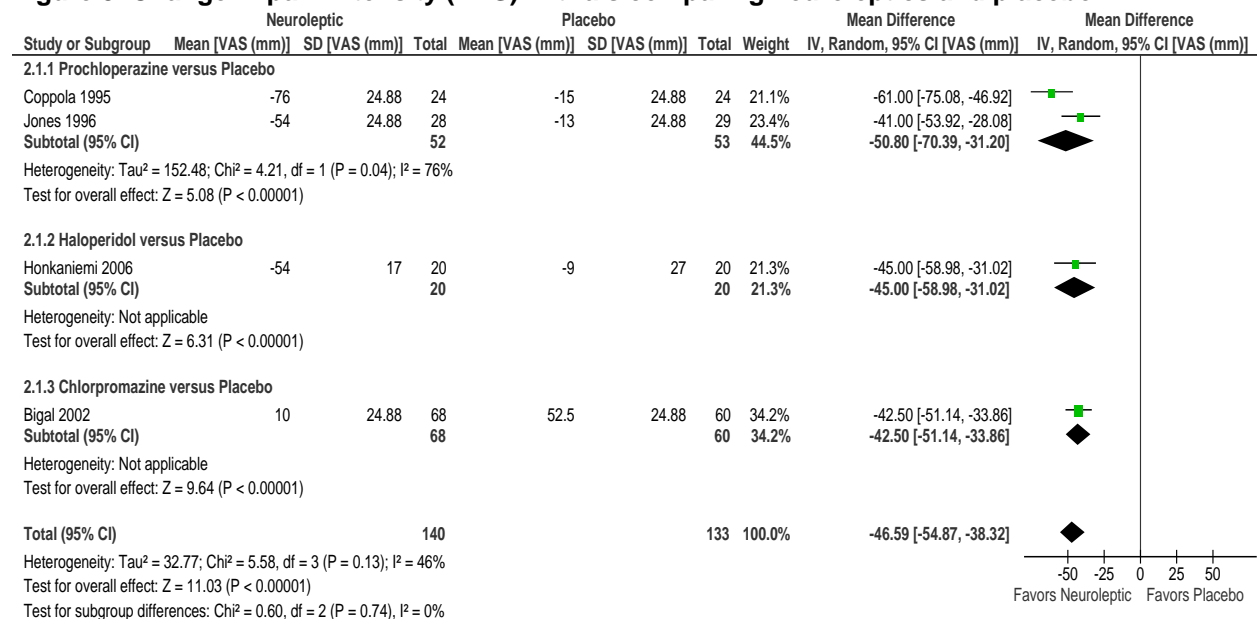 Neuroleptic Placebo Mean Difference Mean Difference
Study or Subgroup Mean [VAS (mm)] SD [VAS (mm)] Total Mean [VAS (mm)] SD [VAS (mm)] Total Weight IV, Random, 95% CI [VAS (mm)] IV, Random, 95% CI [VAS (mm)]
2.1.1 Prochloperazine versus Placebo
Coppola 1995 -76 24.88 24 -15 24.88 24 21.1% -61.00 [-75.08, -46.92]
Jones 1996 -54 24.88 28 -13 24.88 29 23.4% -41.00 [-53.92, -28.08]
Subtotal (95% CI) 52 53 44.5% -50.80 [-70.39, -31.20]
Heterogeneity: Tau² = 152.48; Chi² = 4.21, df = 1 (P = 0.04); I² = 76%
Test for overall effect: Z = 5.08 (P < 0.00001)
2.1.2 Haloperidol versus Placebo
Honkaniemi 2006 -54 17 20 -9 27 20 21.3% -45.00 [-58.98, -31.02]
Subtotal (95% CI) 20 20 21.3% -45.00 [-58.98, -31.02]
Heterogeneity: Not applicable
Test for overall effect: Z = 6.31 (P < 0.00001)
2.1.3 Chlorpromazine versus Placebo
Bigal 2002 10 24.88 68 52.5 24.88 60 34.2% -42.50 [-51.14, -33.86]
Subtotal (95% CI) 68 60 34.2% -42.50 [-51.14, -33.86]
Heterogeneity: Not applicable
Test for overall effect: Z = 9.64 (P < 0.00001)
Total (95% CI) 140 133 100.0% -46.59 [-54.87, -38.32]
Heterogeneity: Tau² = 32.77; Chi² = 5.58, df = 3 (P = 0.13); I² = 46%
Test for overall effect: Z = 11.03 (P < 0.00001)
Test for subgroup differences: Chi² = 0.60, df = 2 (P = 0.74), I² = 0%
-50 -25 0 25 50
Favors Neuroleptic Favors Placebo